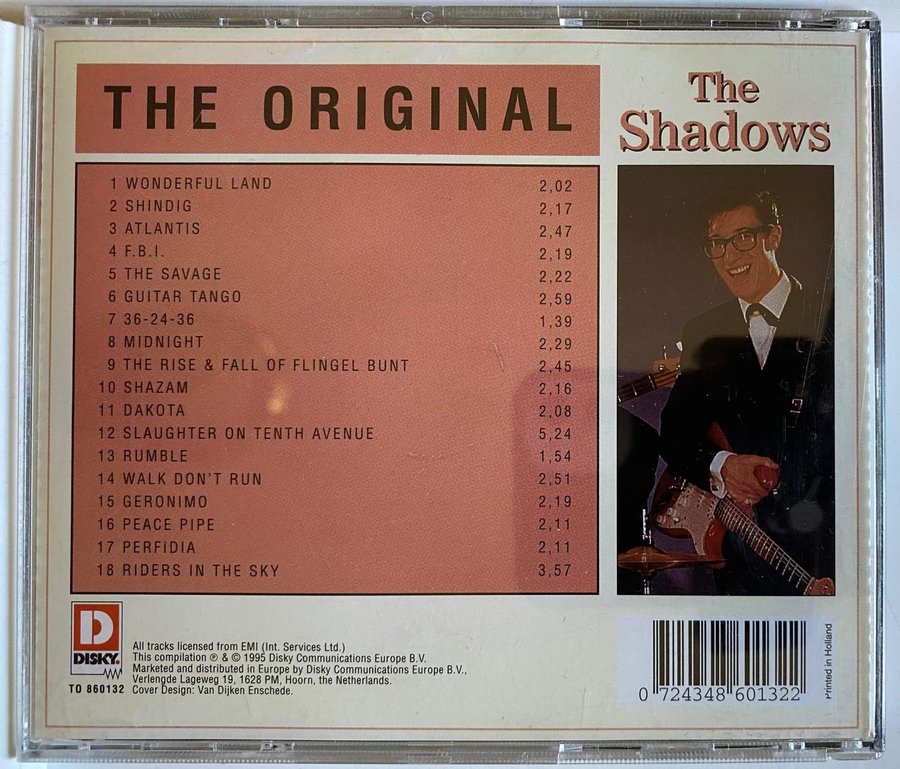 THE ORIGINAL
The
Shadows
1 WONDERFUL LAND 2,02
2 SHINDIG 2,17
3 ATLANTIS 2,47
4 F.B.I. 2,19
5 THE SAVAGE 2,22
6 GUITAR TANGO 2,59
7 36-24-36 1,39
8 MIDNIGHT 2,29
9 THE RISE & FALL OF FLINGEL BUNT 2,45
10 SHAZAM 2,16
11 DAKOTA 2,08
12 SLAUGHTER ON TENTH AVENUE 5,24
13 RUMBLE 1,54
14 WALK DON'T RUN 2,51
15 GERONIMO 2,19
16 PEACE PIPE 2,11
17 PERFIDIA 2,11
18 RIDERS IN THE SKY 3,57
D
DISKY.
TO 860132
All tracks licensed from EMI (Int. Services Ltd.)
This compilation ℗ & © 1995 Disky Communications Europe B.V.
Marketed and distributed in Europe by Disky Communications Europe B.V.,
Verlengde Lageweg 19, 1628 PM, Hoorn, the Netherlands.
Cover Design: Van Dijken Enschede.
0 724348 601322
Printed in Holland